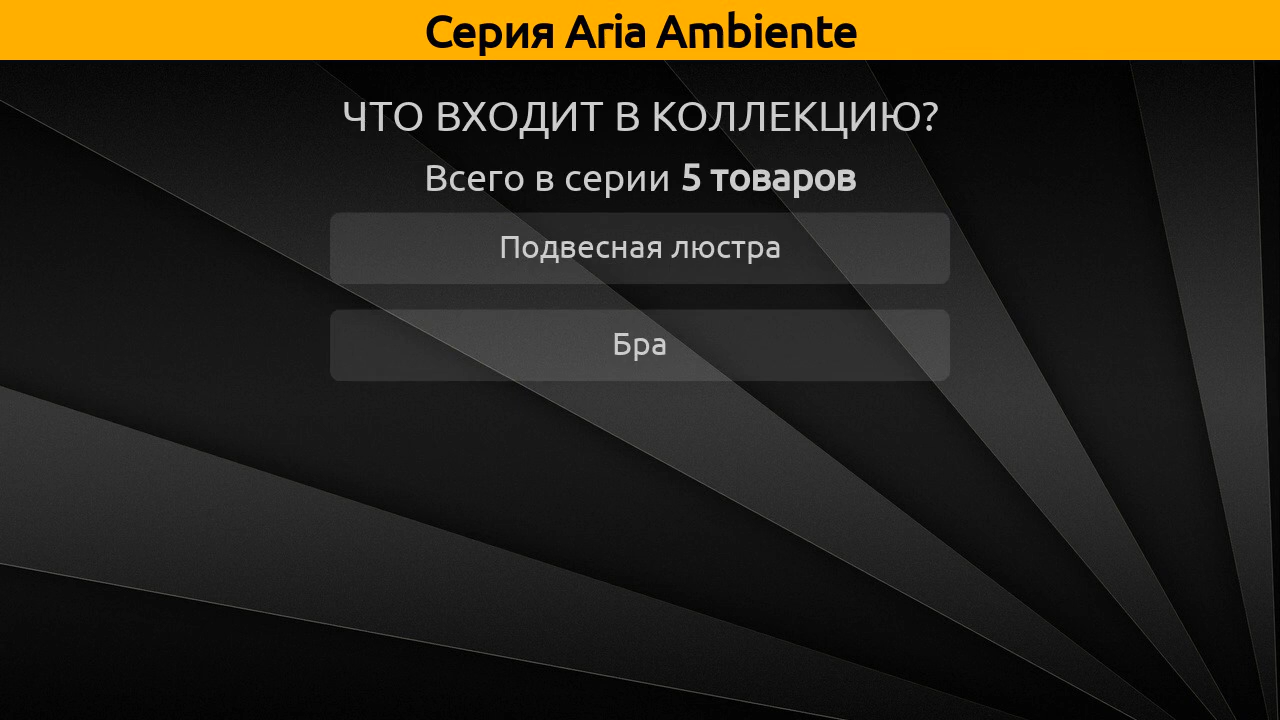 Серия Aria Ambiente
ЧТО ВХОДИТ В КОЛЛЕКЦИЮ?
Всего в серии 5 товаров
Подвесная люстра
Бра